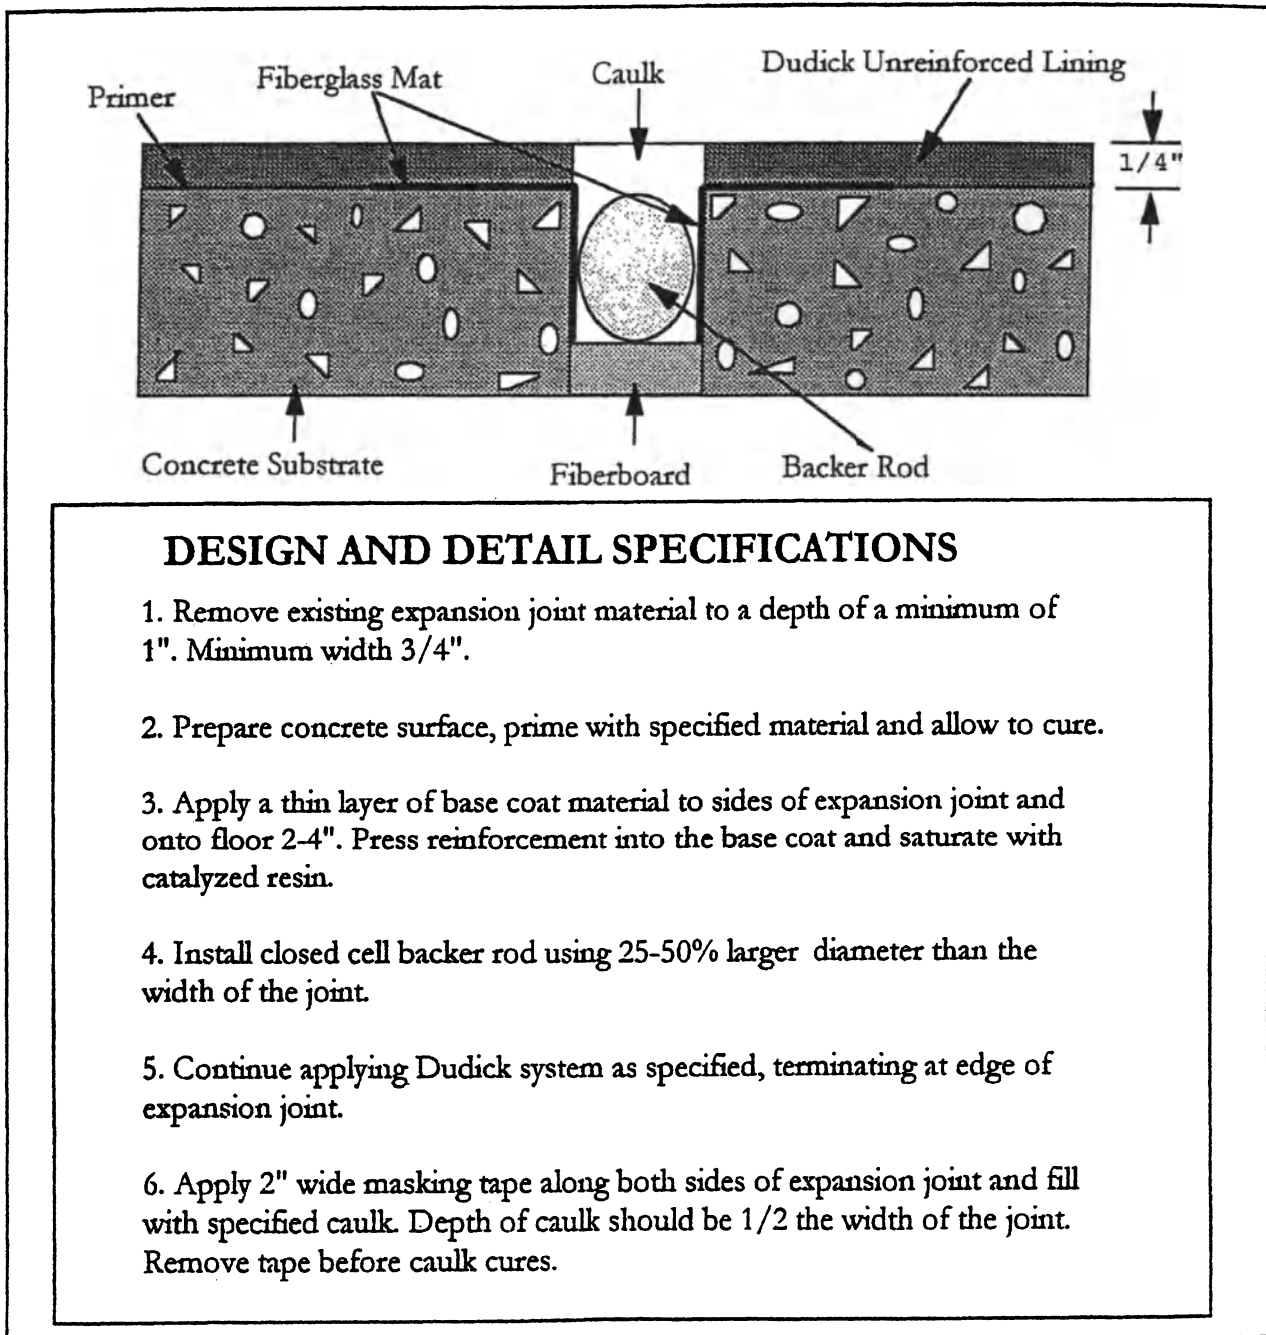 Primer
Fiberglass Mat
Caulk
Dudick Unreinforced Lining
1/4"
Concrete Substrate
Fiberboard
Backer Rod
DESIGN AND DETAIL SPECIFICATIONS
1. Remove existing expansion joint material to a depth of a minimum of
1". Minimum width 3/4".
2. Prepare concrete surface, prime with specified material and allow to cure.
3. Apply a thin layer of base coat material to sides of expansion joint and
onto floor 2-4". Press reinforcement into the base coat and saturate with
catalyzed resin.
4. Install closed cell backer rod using 25-50% larger diameter than the
width of the joint.
5. Continue applying Dudick system as specified, terminating at edge of
expansion joint.
6. Apply 2" wide masking tape along both sides of expansion joint and fill
with specified caulk. Depth of caulk should be 1/2 the width of the joint.
Remove tape before caulk cures.